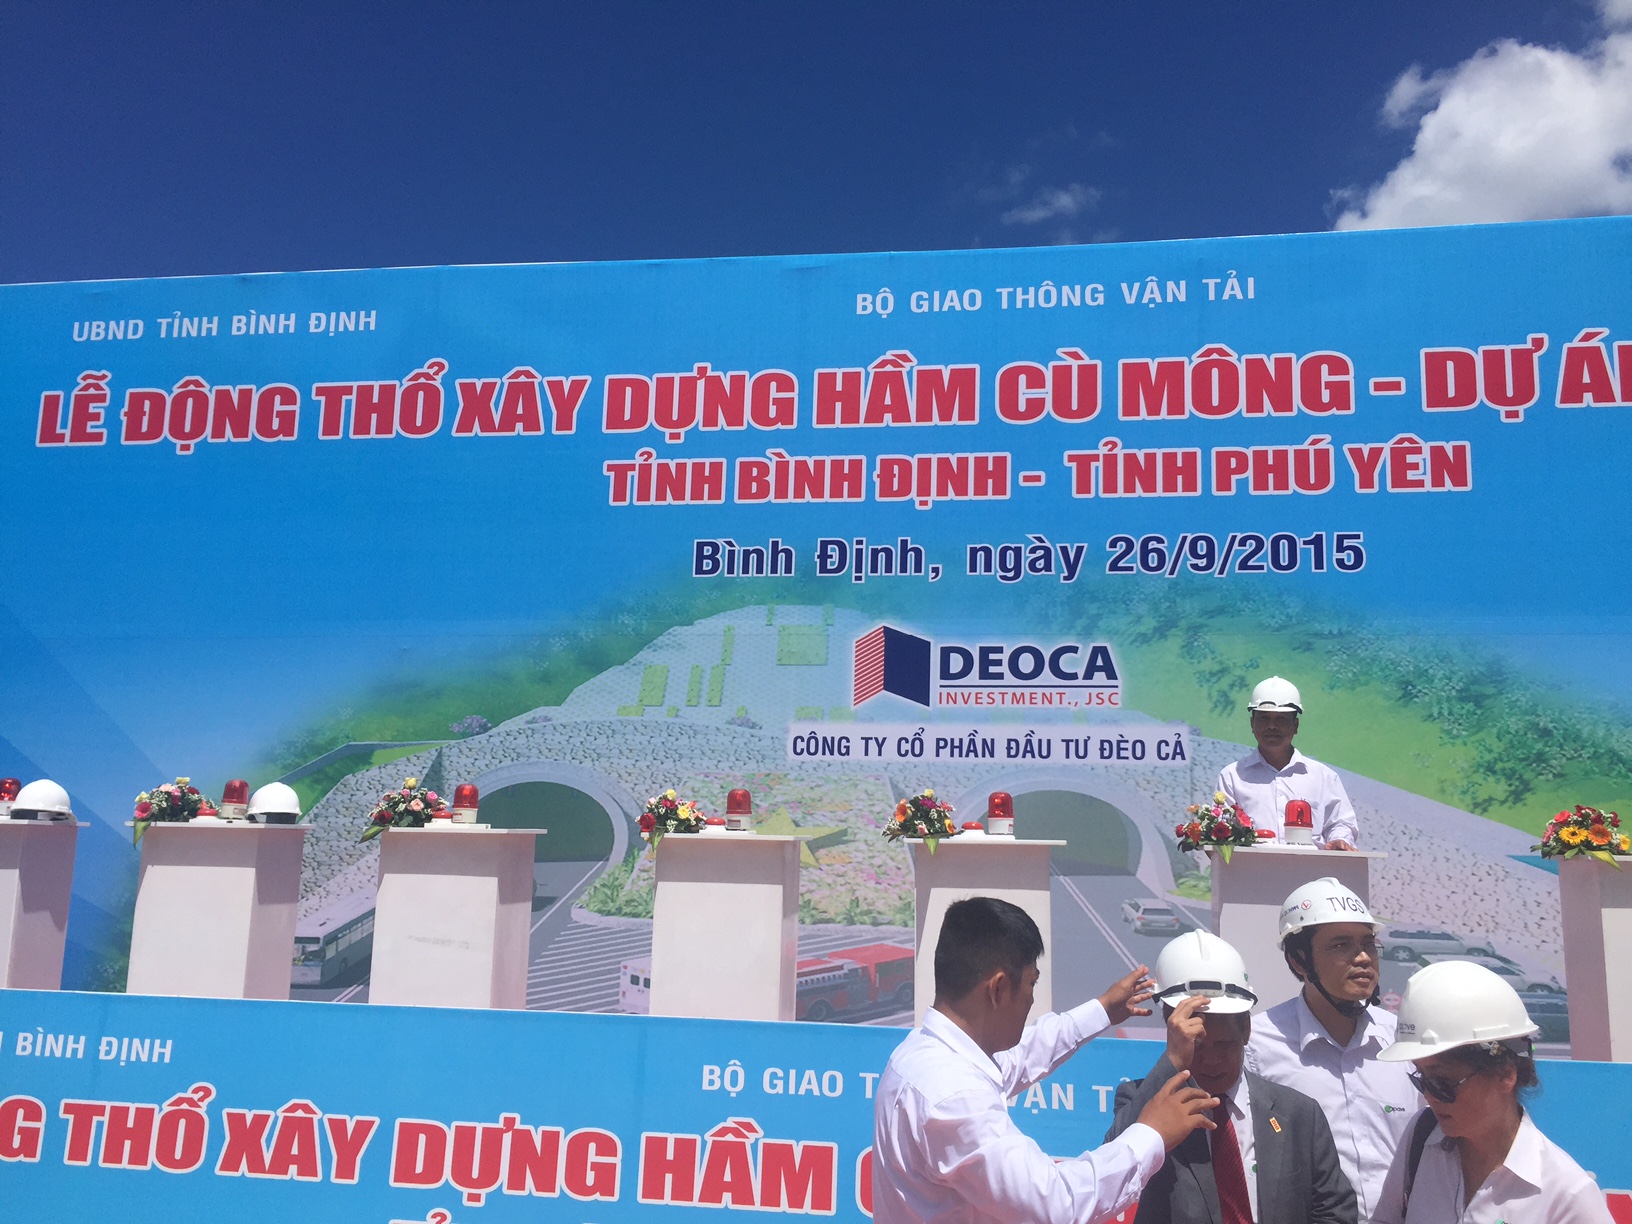 UBND TỈNH BÌNH ĐỊNH
BỘ GIAO THÔNG VẬN TẢI
LỄ ĐỘNG THỔ XÂY DỰNG HẦM CÙ MÔNG - DỰ ÁN
TỈNH BÌNH ĐỊNH - TỈNH PHÚ YÊN
Bình Định, ngày 26/9/2015
DEOCA
INVESTMENT., JSC
CÔNG TY CỔ PHẦN ĐẦU TƯ ĐÈO CẢ
TVGS
BÌNH ĐỊNH
BỘ GIAO T VẬN T
G THỔ XÂY DỰNG HẦM